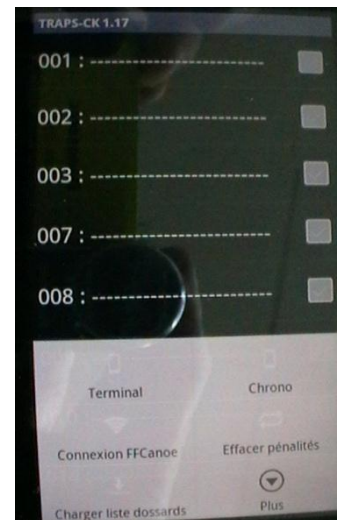 TRAPS-CK 1.17
001 : -------------------------
002 : -------------------------
003 : -------------------------
007 : -------------------------
008 : -------------------------
Terminal
Chrono
Connexion FFCanoe
Effacer pénalités
Charger liste dossards
Plus